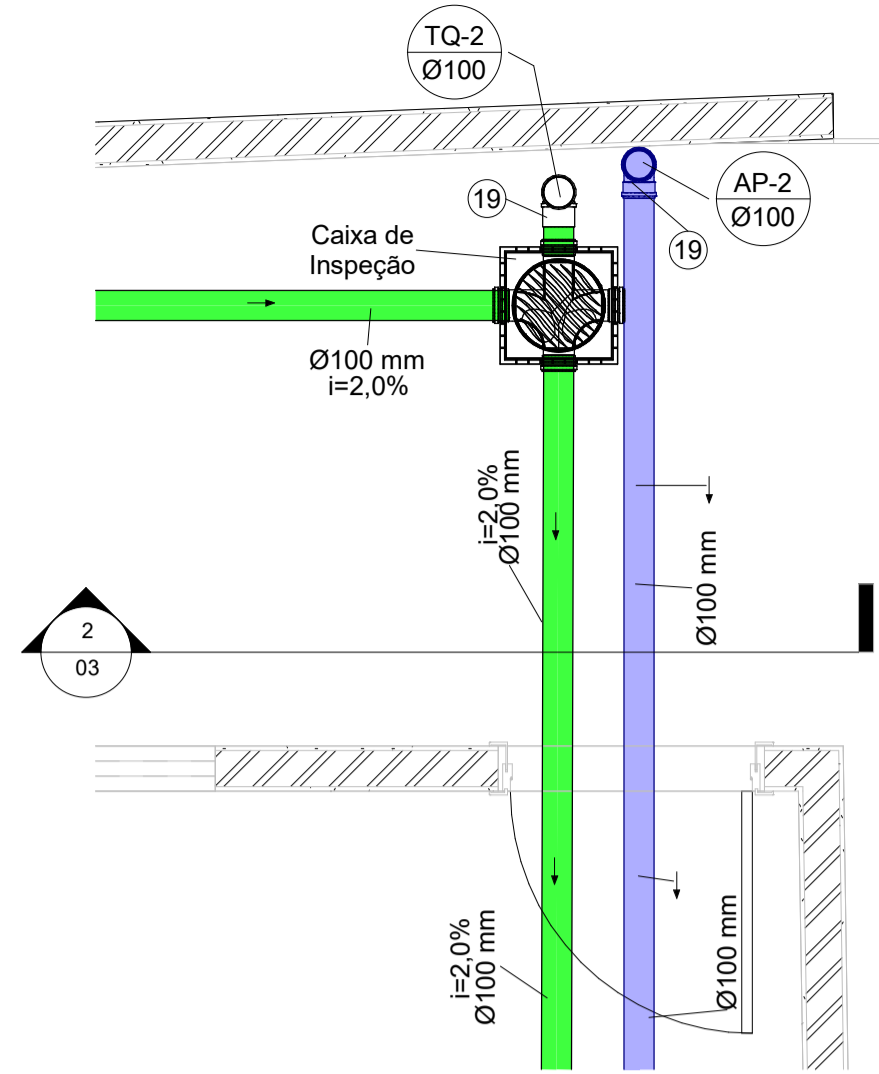 TQ-2
Ø100
AP-2
Ø100
19
19
Caixa de
Inspeção
Ø100 mm
i=2,0%
i=2,0%
Ø100 mm
Ø100 mm
2
03
i=2,0%
Ø100 mm
Ø100 mm